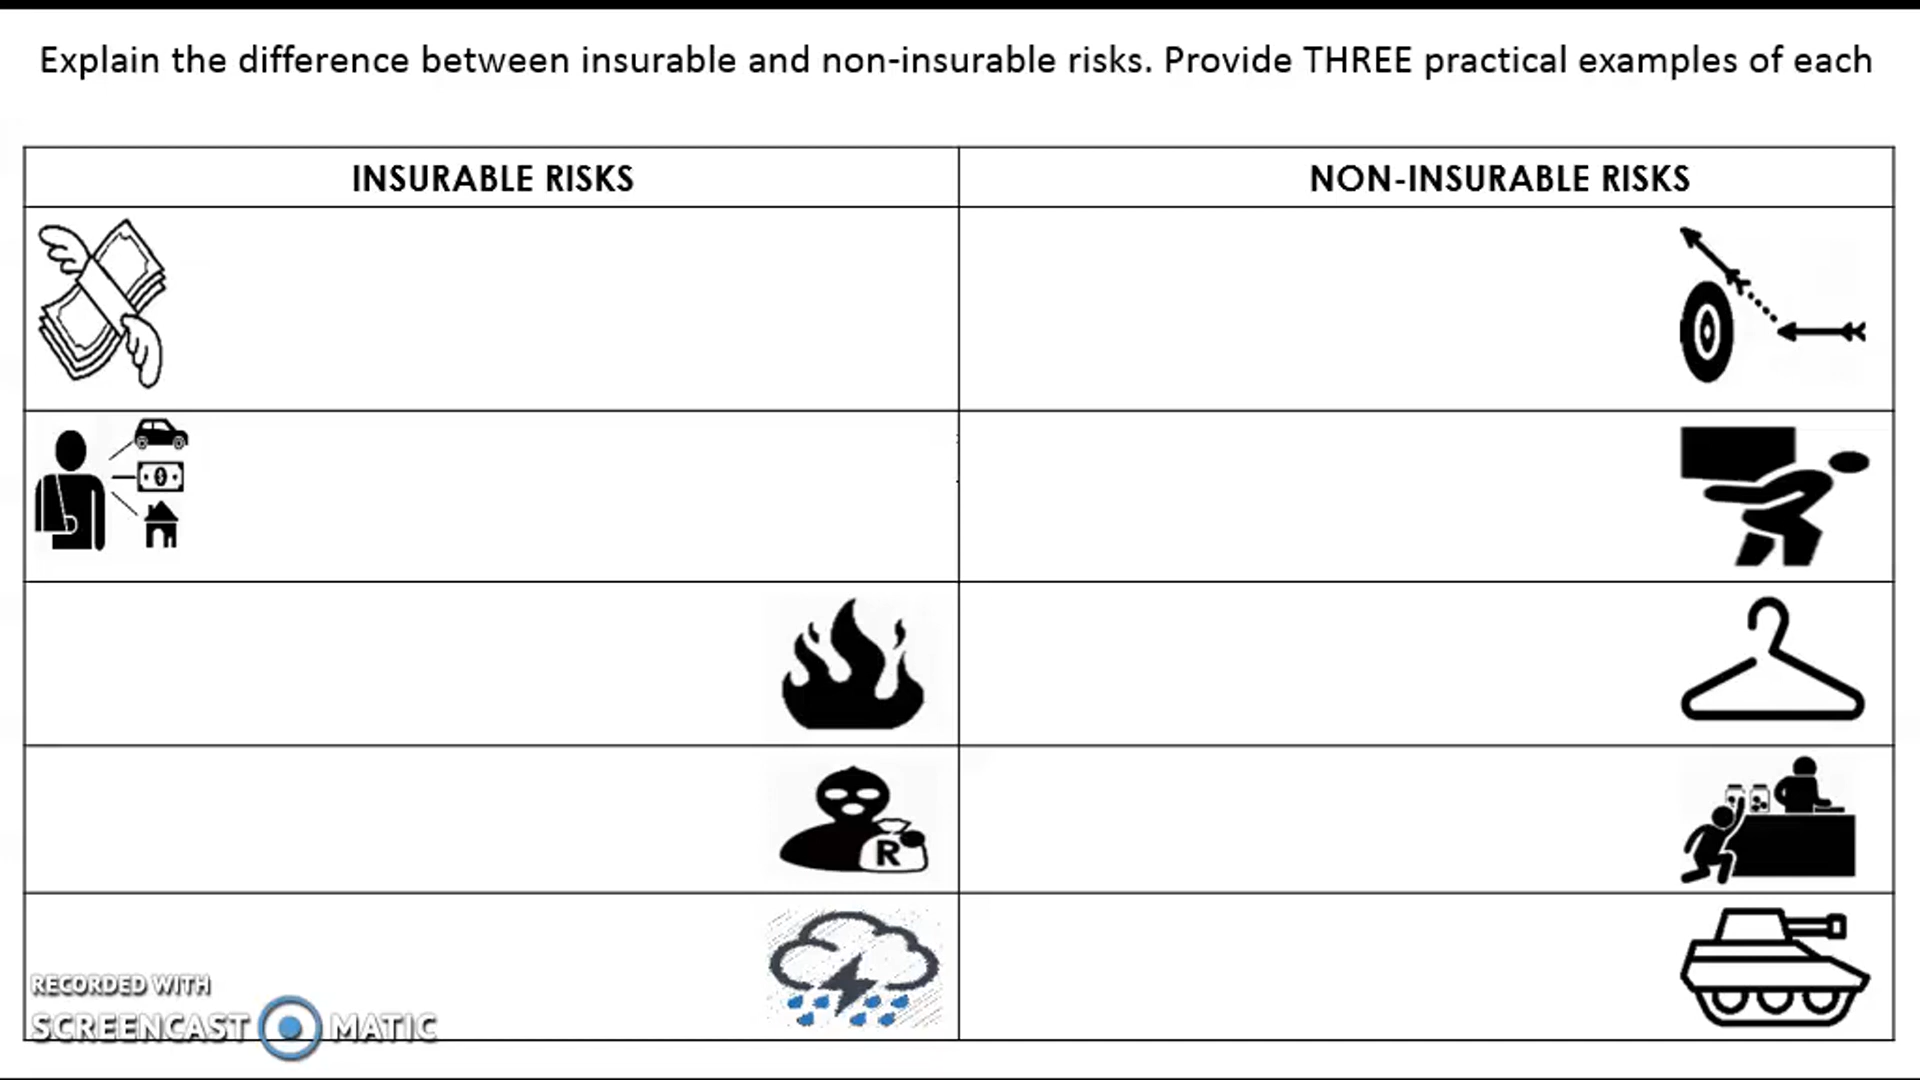 Explain the difference between insurable and non-insurable risks. Provide THREE practical examples of each
INSURABLE RISKS
NON-INSURABLE RISKS
R
RECORDED WITH
SCREENCAST MATIC